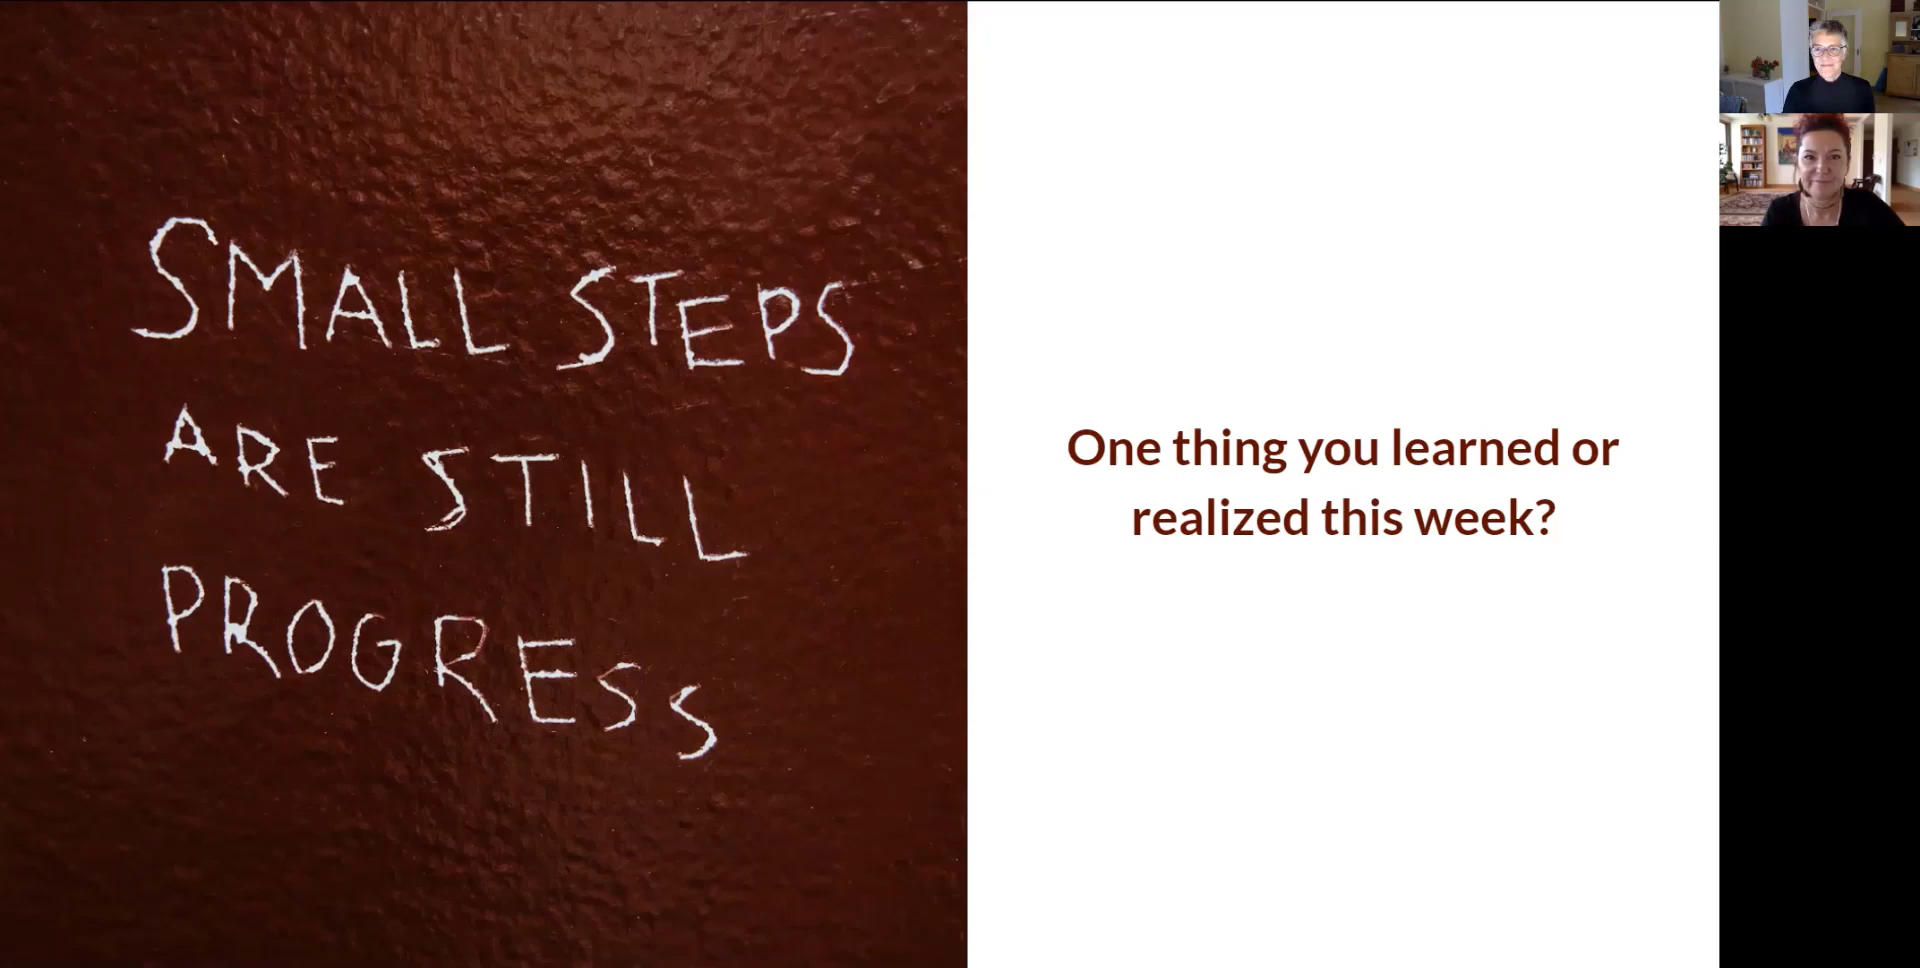 SMALL STEPS
ARE STILL
PROGRESS
One thing you learned or
realized this week?